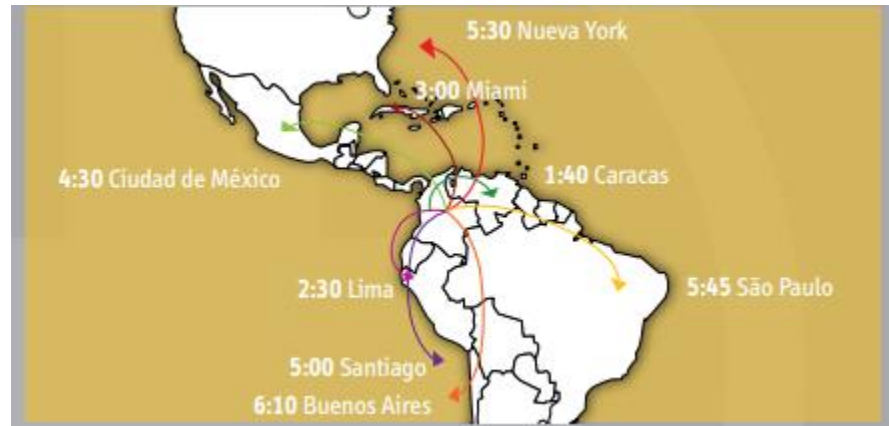 5:30 Nueva York
3:00 Miami
4:30 Ciudad de México
1:40 Caracas
2:30 Lima
5:45 São Paulo
5:00 Santiago
6:10 Buenos Aires